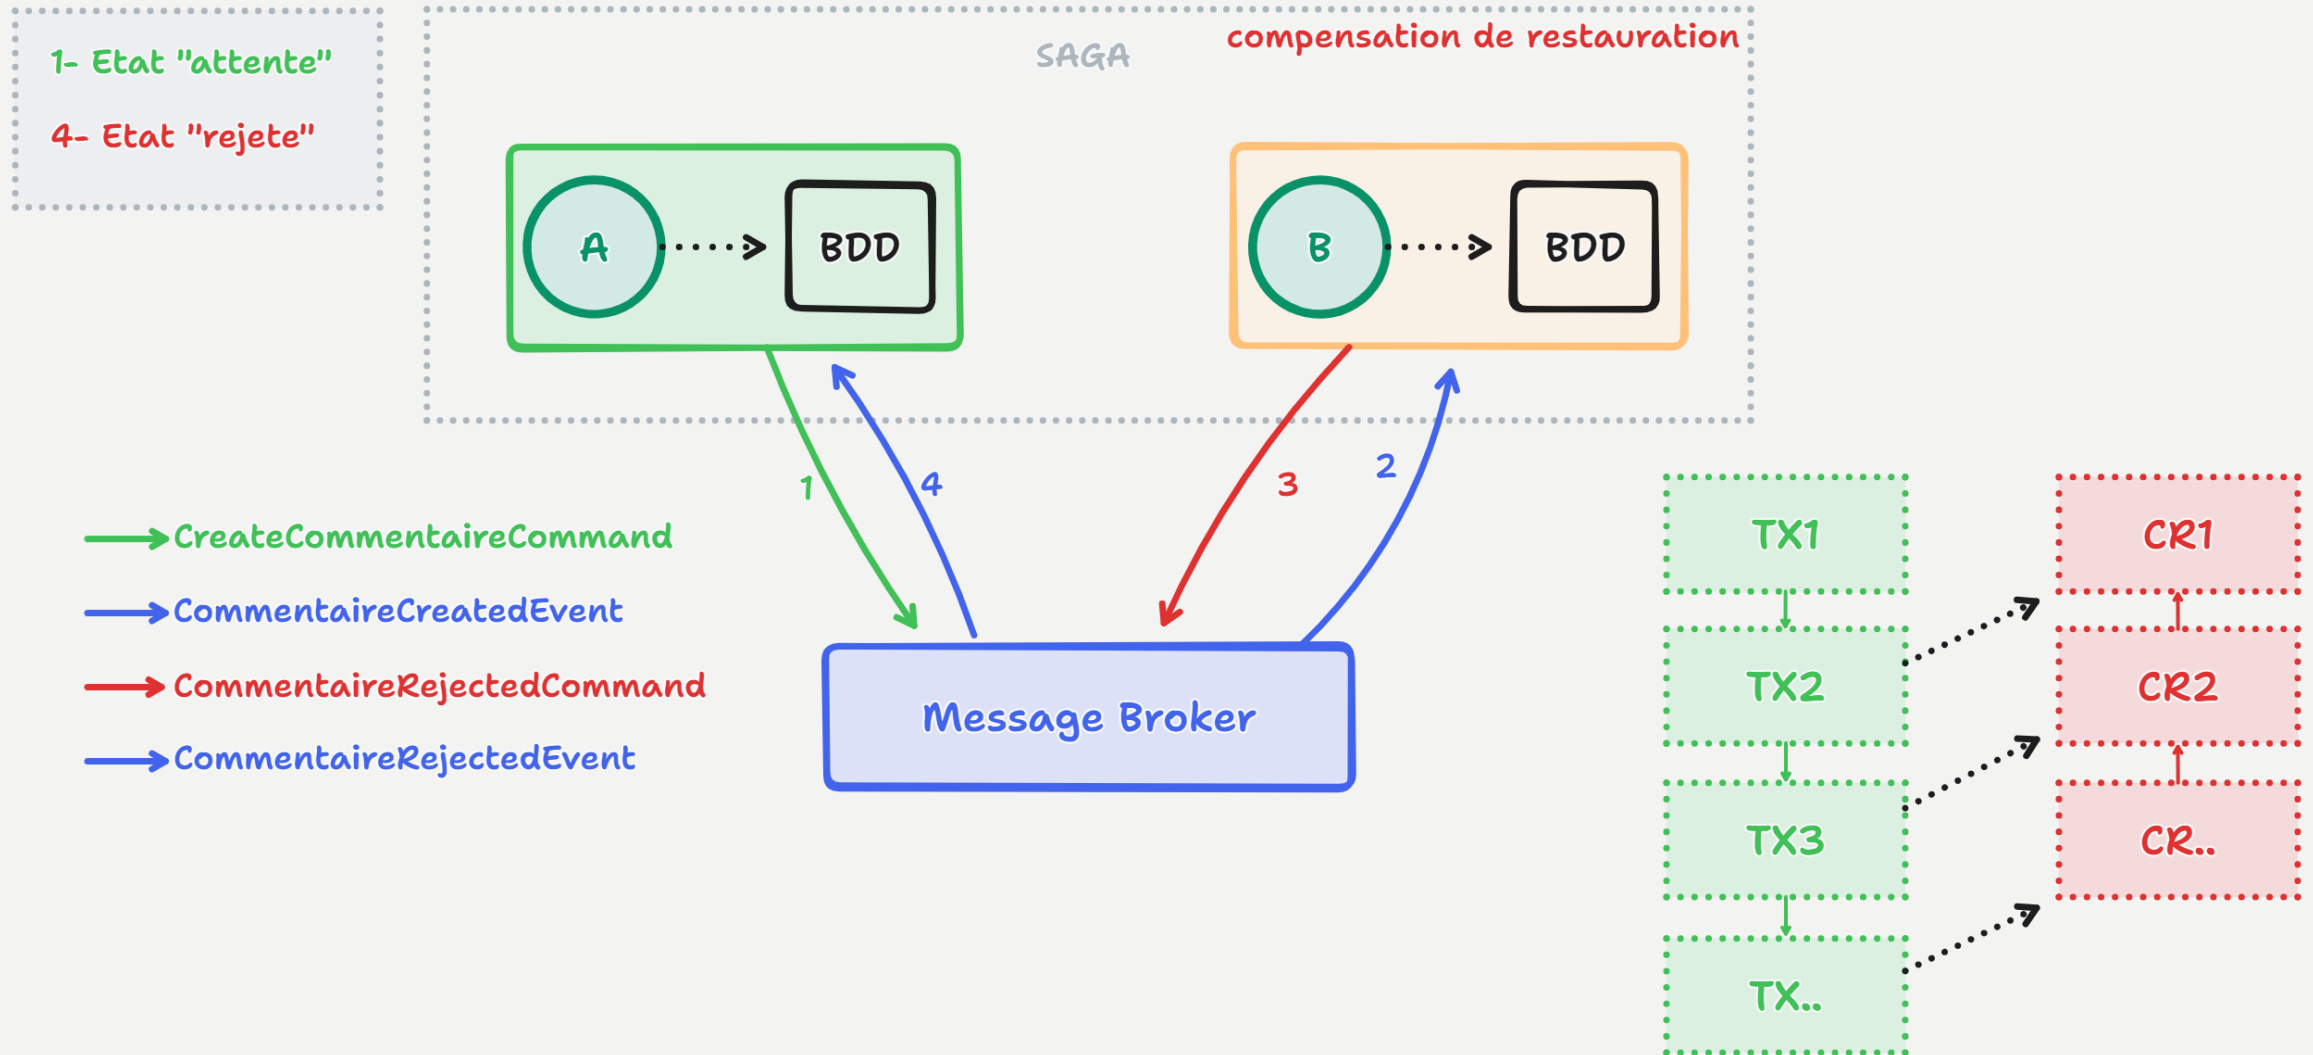 1- Etat "attente"
4- Etat "rejete"
SAGA
compensation de restauration
A
BDD
B
BDD
1
4
3
2
CreateCommentaireCommand
CommentaireCreatedEvent
CommentaireRejectedCommand
CommentaireRejectedEvent
Message Broker
TX1
TX2
TX3
TX..
CR1
CR2
CR..